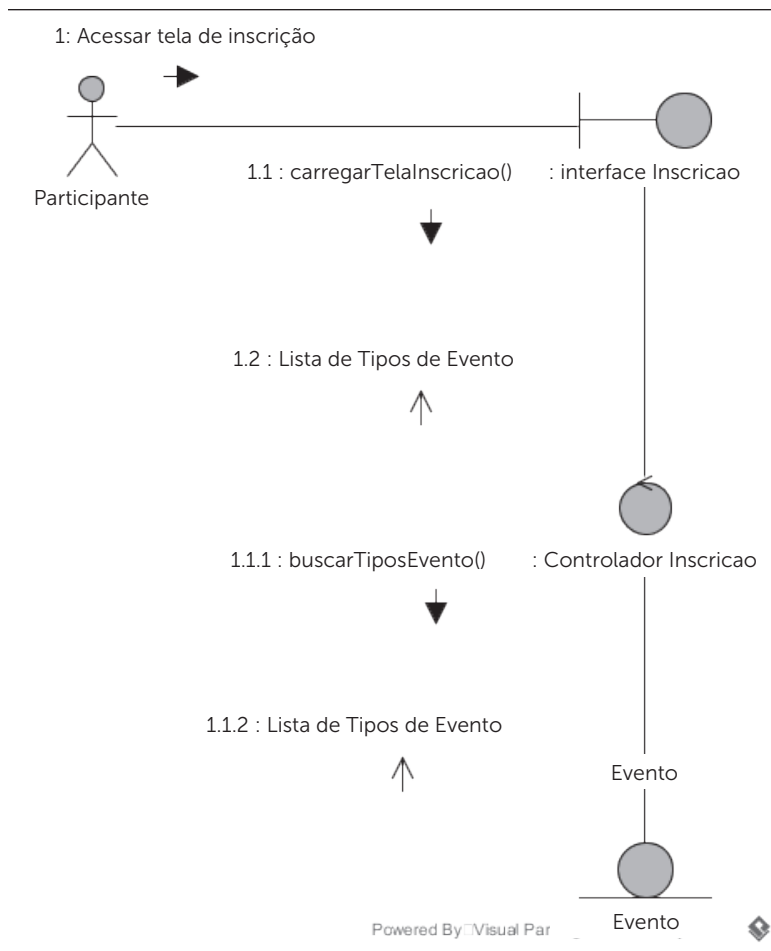 1: Acessar tela de inscrição
1.1 : carregarTelaInscricao() : interface Inscricao
Participante
1.2 : Lista de Tipos de Evento
1.1.1 : buscarTiposEvento() : Controlador Inscricao
1.1.2 : Lista de Tipos de Evento
Evento
Evento
Powered By Visual Par